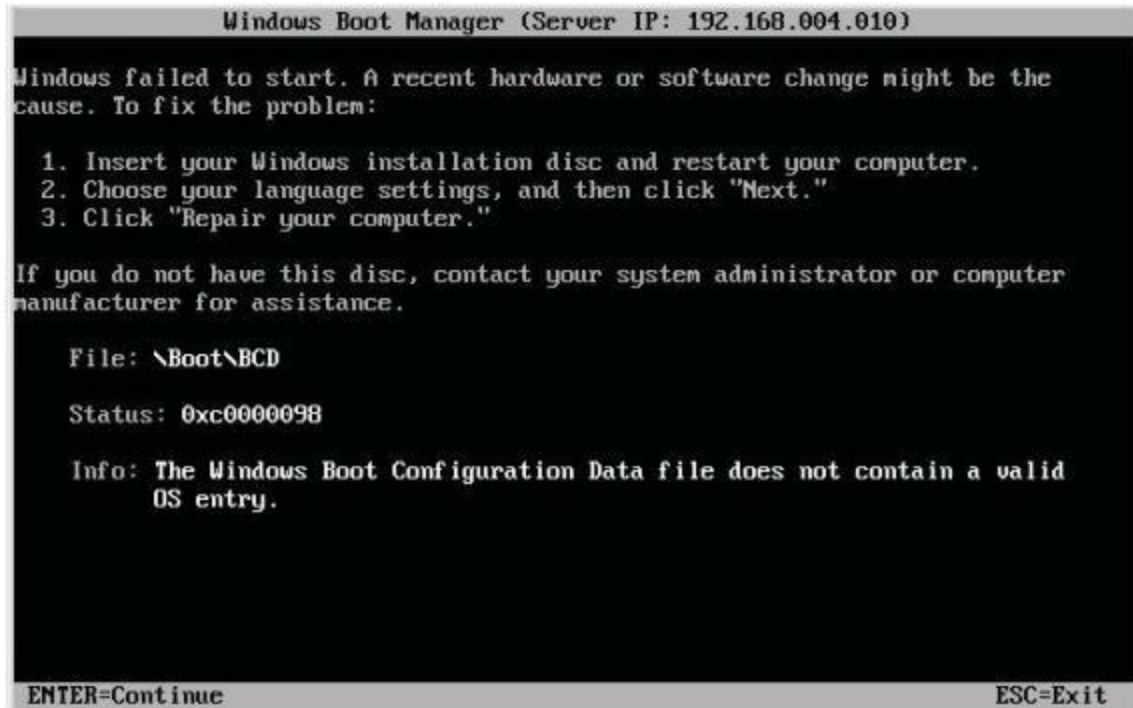 Windows Boot Manager (Server IP: 192.168.004.010)
Windows failed to start. A recent hardware or software change might be the
cause. To fix the problem:
1. Insert your Windows installation disc and restart your computer.
2. Choose your language settings, and then click "Next."
3. Click "Repair your computer."
If you do not have this disc, contact your system administrator or computer
manufacturer for assistance.
File: \Boot\BCD
Status: 0xc0000098
Info: The Windows Boot Configuration Data file does not contain a valid
OS entry.
ENTER=Continue ESC=Exit